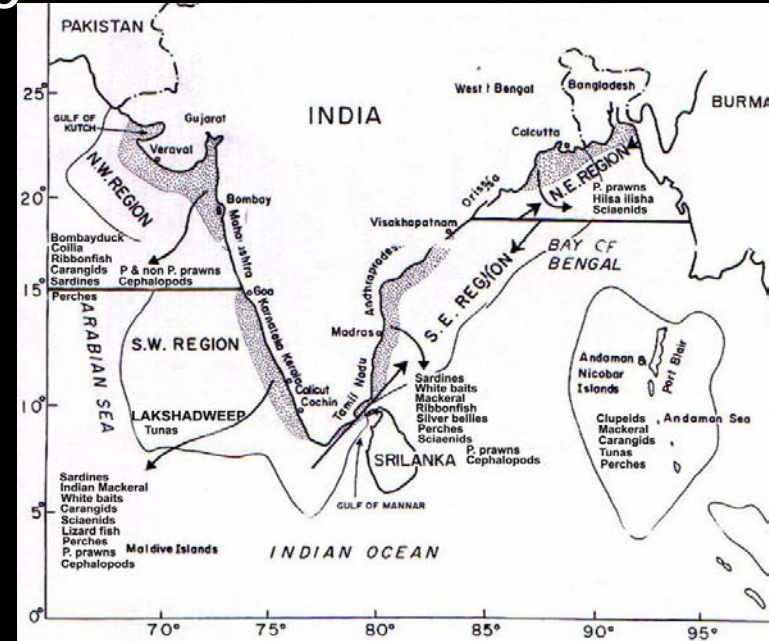 PAKISTAN
25°
GULF OF
KUTCH
Gujarat
Veraval
INDIA
West t Bengal
Bangladesh
BURMA
Calcutta
N.W. REGION
20°
Bombay
Maharashtra
Orissa
N.E. REGION
P. prawns
Hilsa ilisha
Sciaenids
Visakhapatnam
BAY OF
BENGAL
Bombayduck
Coilia
Ribbonfish
Carangids
Sardines
Perches
P & non P. prawns
Cephalopods
15°
Goa
Andhraprades.
S.E. REGION
ARABIAN SEA
S.W. REGION
Karnataka
Kerala
Madras
Calicut
Cochin
Tamil Nadu
10°
LAKSHADWEEP
Tunas
Sardines
White baits
Mackeral
Ribbonfish
Silver bellies
Perches
Sciaenids
P. prawns
Cephalopods
SRILANKA
GULF OF MANNAR
Andaman &
Nicobar
Islands
Port Blair
Andaman Sea
Clupeids
Mackeral
Carangids
Tunas
Perches
Sardines
Indian Mackeral
White baits
Carangids
Sciaenids
Lizard fish
Perches
P. prawns
Cephalopods
5°
Maldive Islands
INDIAN OCEAN
0°
70° 75° 80° 85° 90° 95°